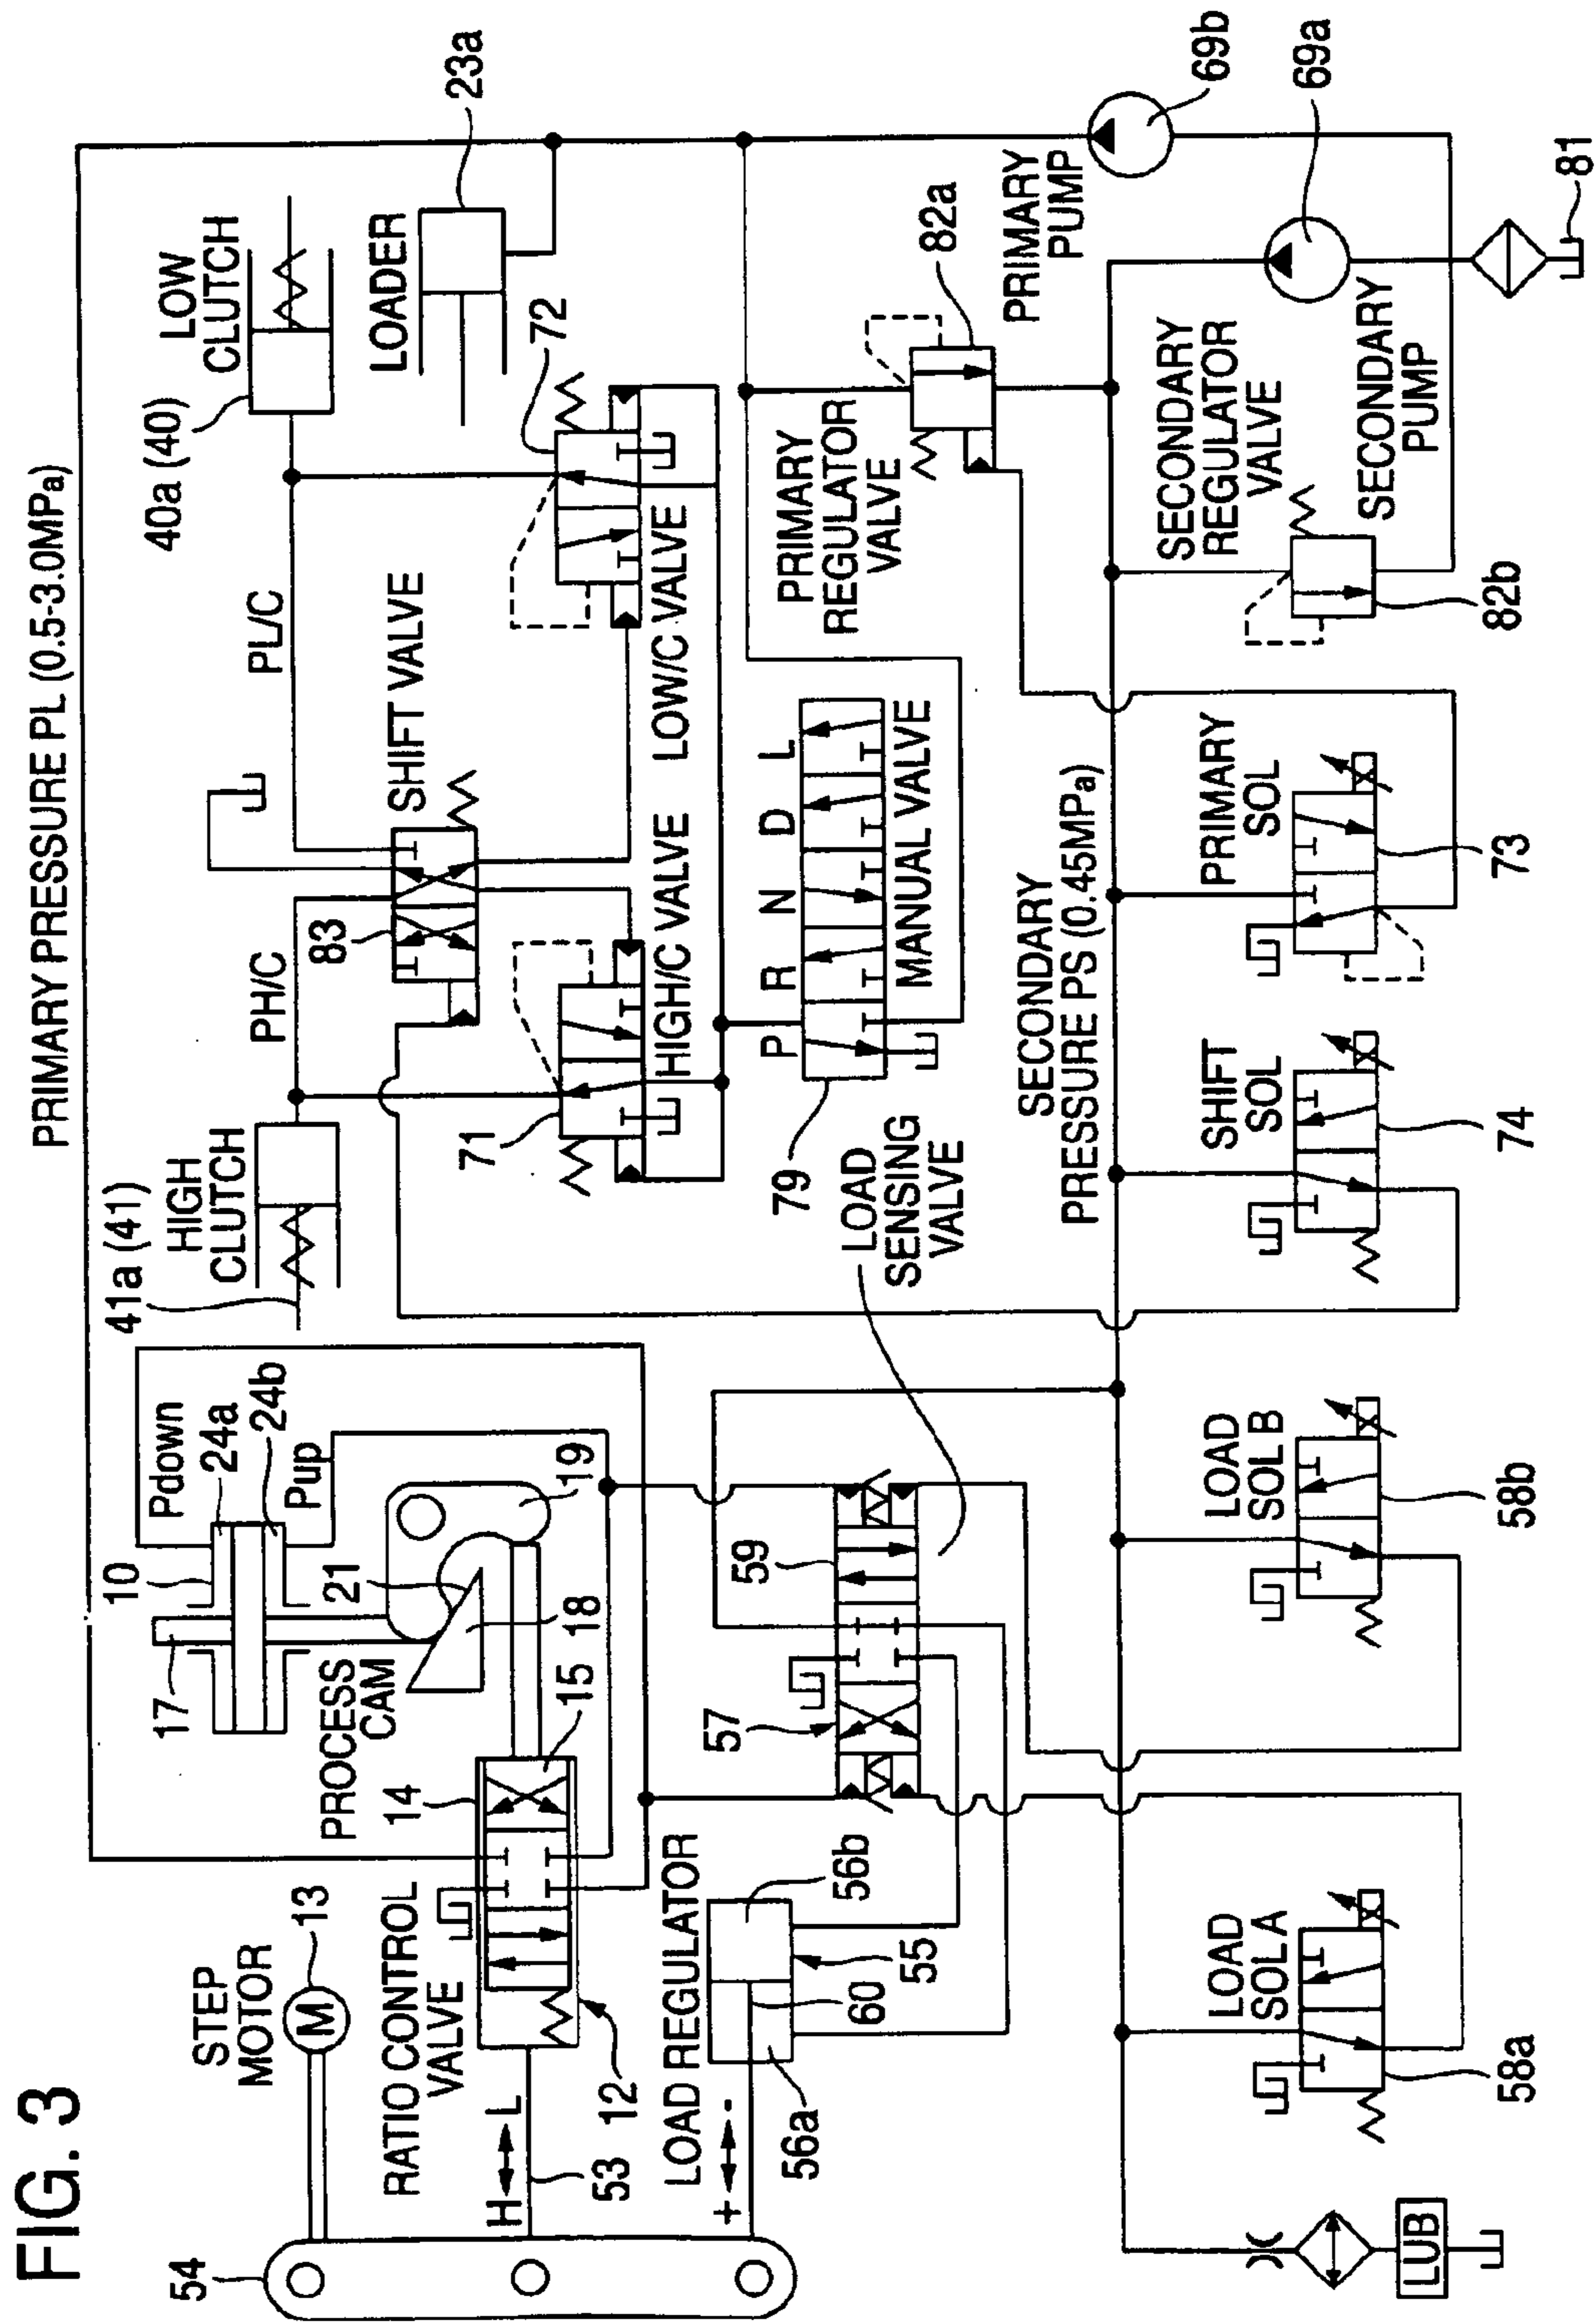 FIG. 3
PRIMARY PRESSURE PL (0.5-3.0MPa)
54
STEP
MOTOR
13
M
RATIO CONTROL
VALVE
14
15
12
H
L
53
PROCESS
CAM
17
10
18
21
19
Pdown
24a
24b
Pup
LOAD REGULATOR
+
-
56a
56b
60
55
57
59
LOAD
SENSING
VALVE
41a (41)
HIGH
CLUTCH
PH/C
83
SHIFT VALVE
PL/C
40a (40)
LOW
CLUTCH
LOADER
23a
71
HIGH/C VALVE
LOW/C VALVE
72
79
P
R
N
D
L
MANUAL VALVE
PRIMARY
REGULATOR
VALVE
82a
PRIMARY
PUMP
69b
69a
SECONDARY
PRESSURE PS (0.45MPa)
SECONDARY
REGULATOR
VALVE
82b
SECONDARY
PUMP
81
LUB
LOAD
SOL A
58a
LOAD
SOL B
58b
SHIFT
SOL
74
PRIMARY
SOL
73